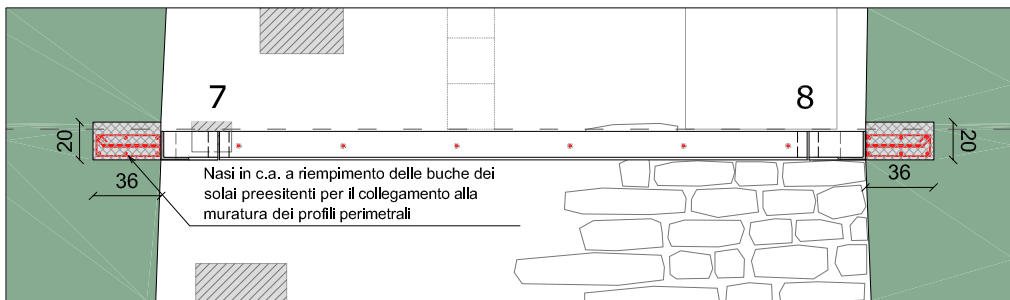 7
8
20
20
36
36
Nasi in c.a. a riempimento delle buche dei
solai preesitenti per il collegamento alla
muratura dei profili perimetrali